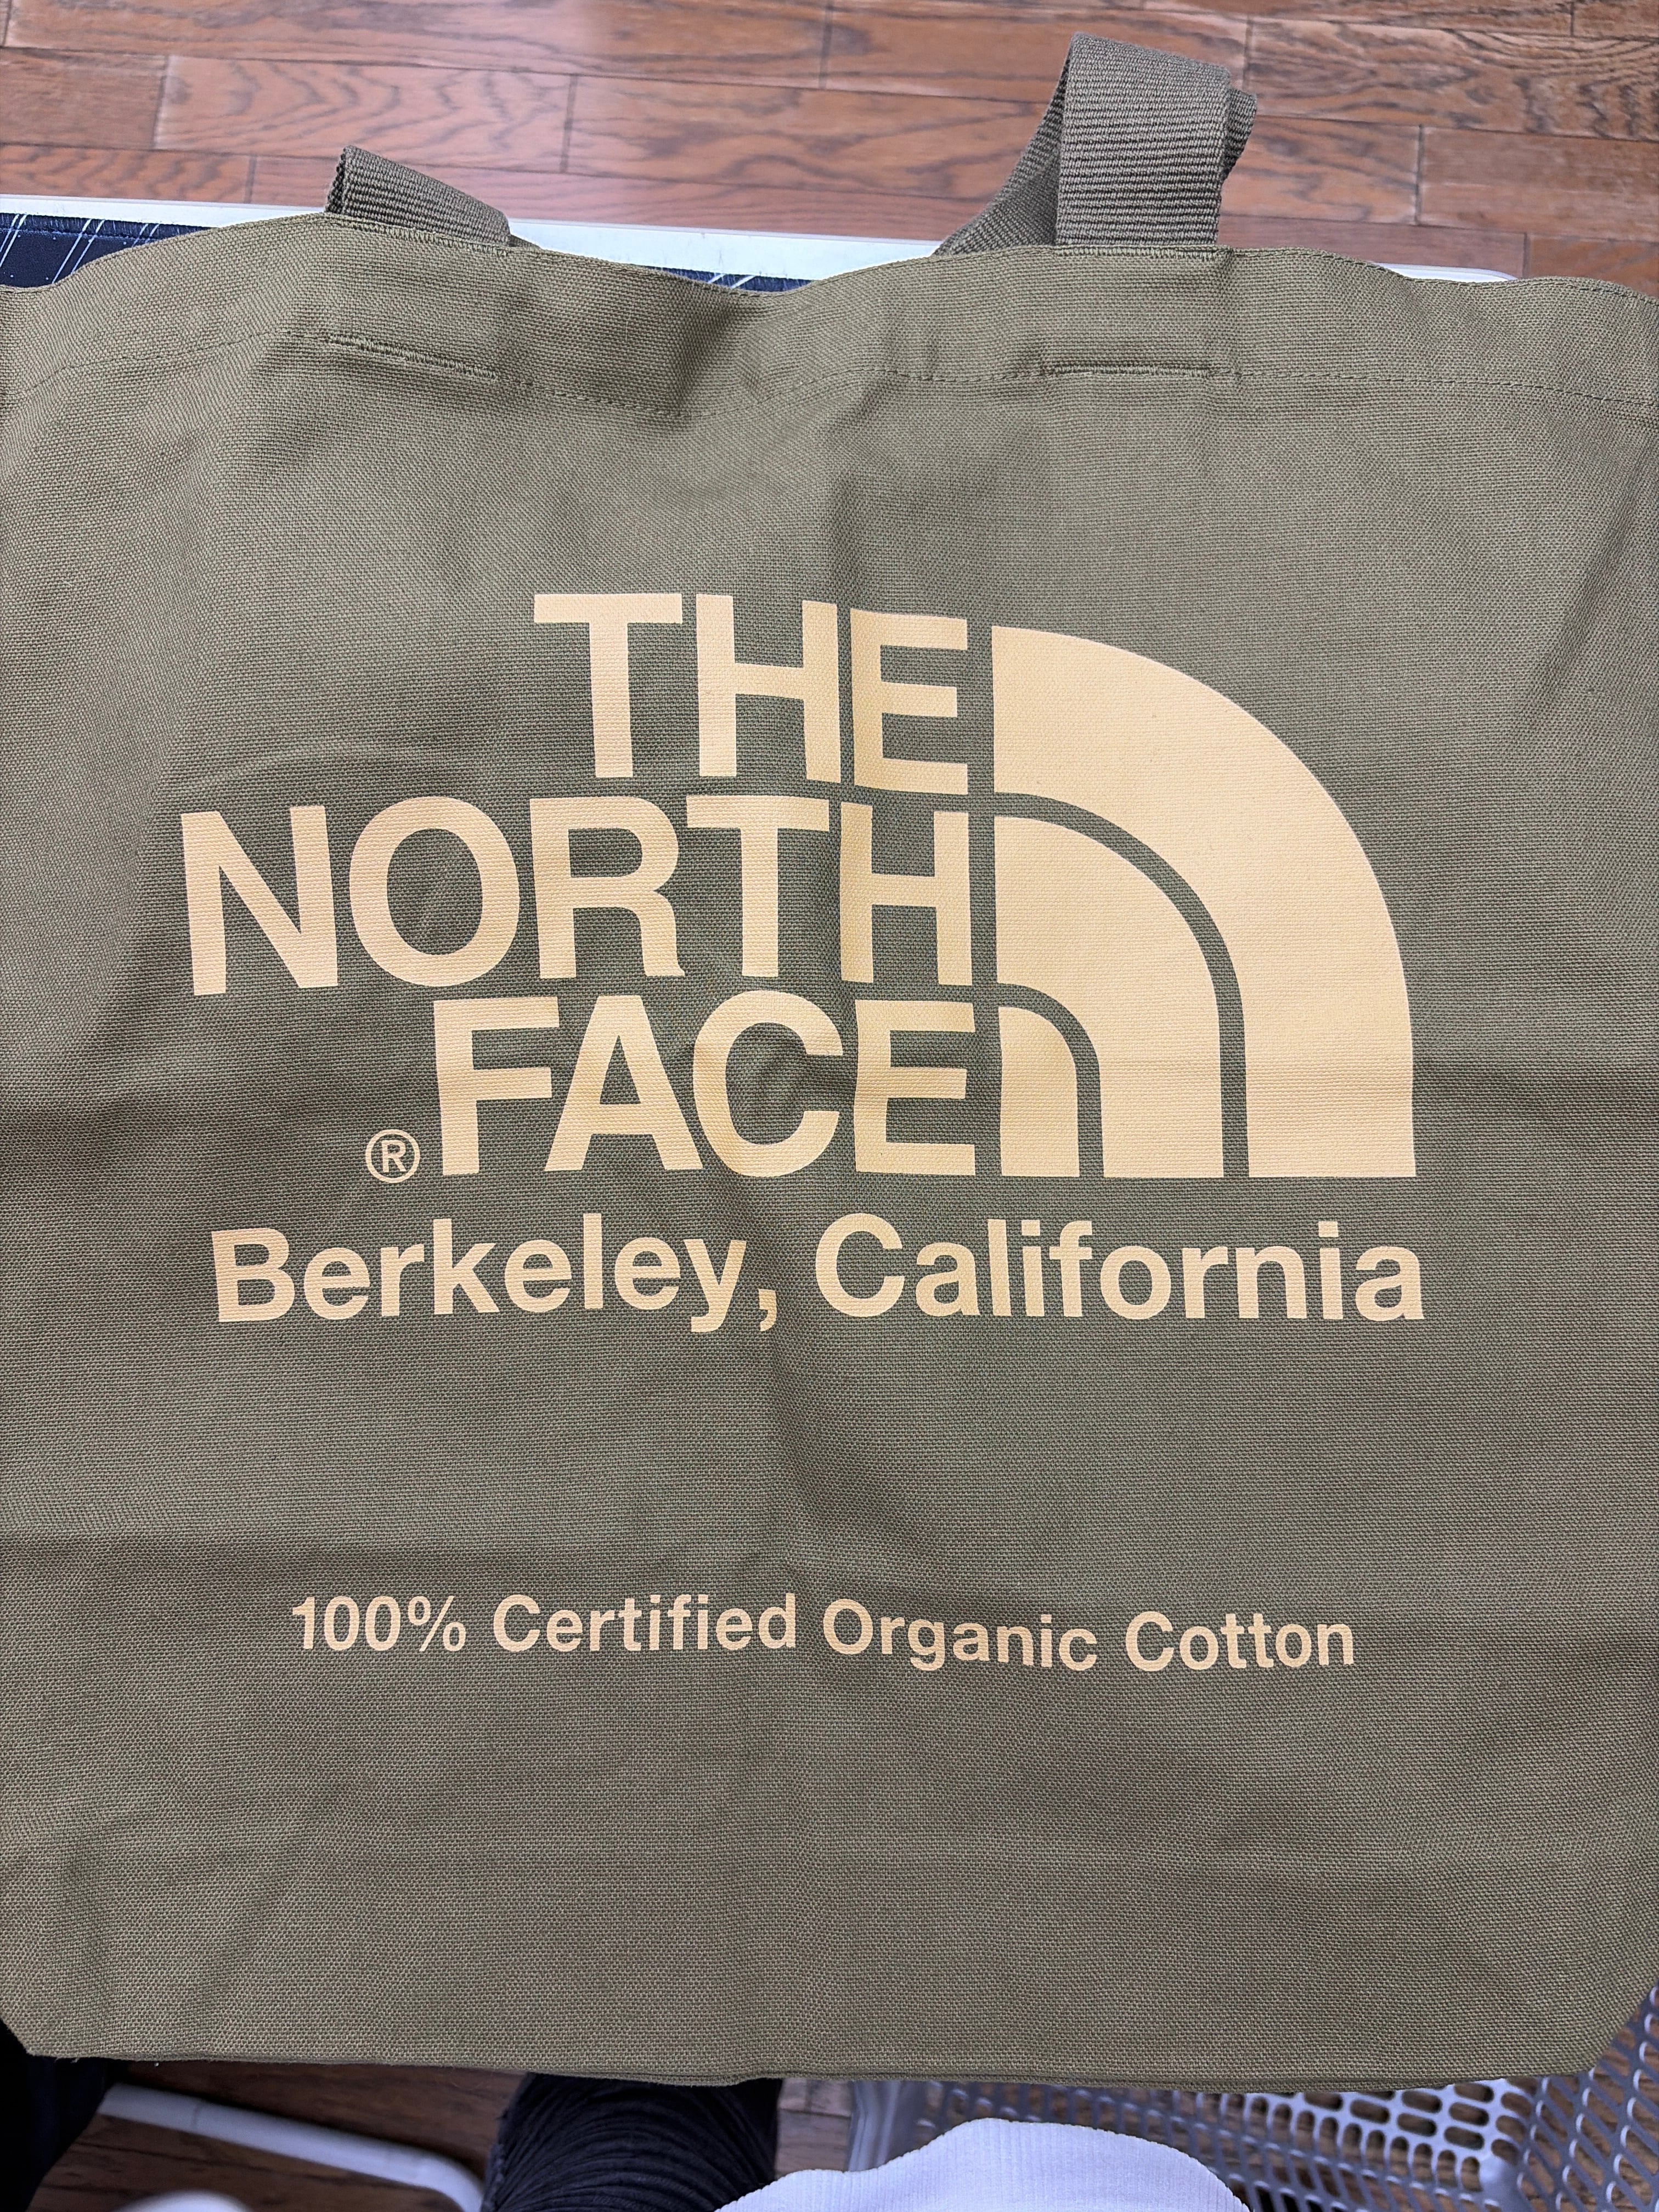 THE
NORTH
®FACE
Berkeley, California
100% Certified Organic Cotton